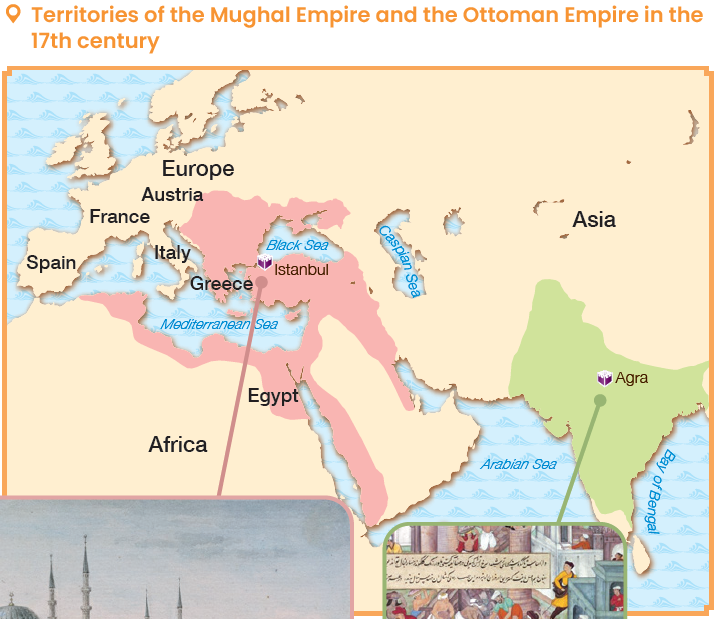 Territories of the Mughal Empire and the Ottoman Empire in the
17th century
Europe
Austria
France
Asia
Black Sea
Caspian Sea
Italy
Spain
Istanbul
Greece
Mediterranean Sea
Agra
Egypt
Africa
Arabian Sea
Bay of Bengal